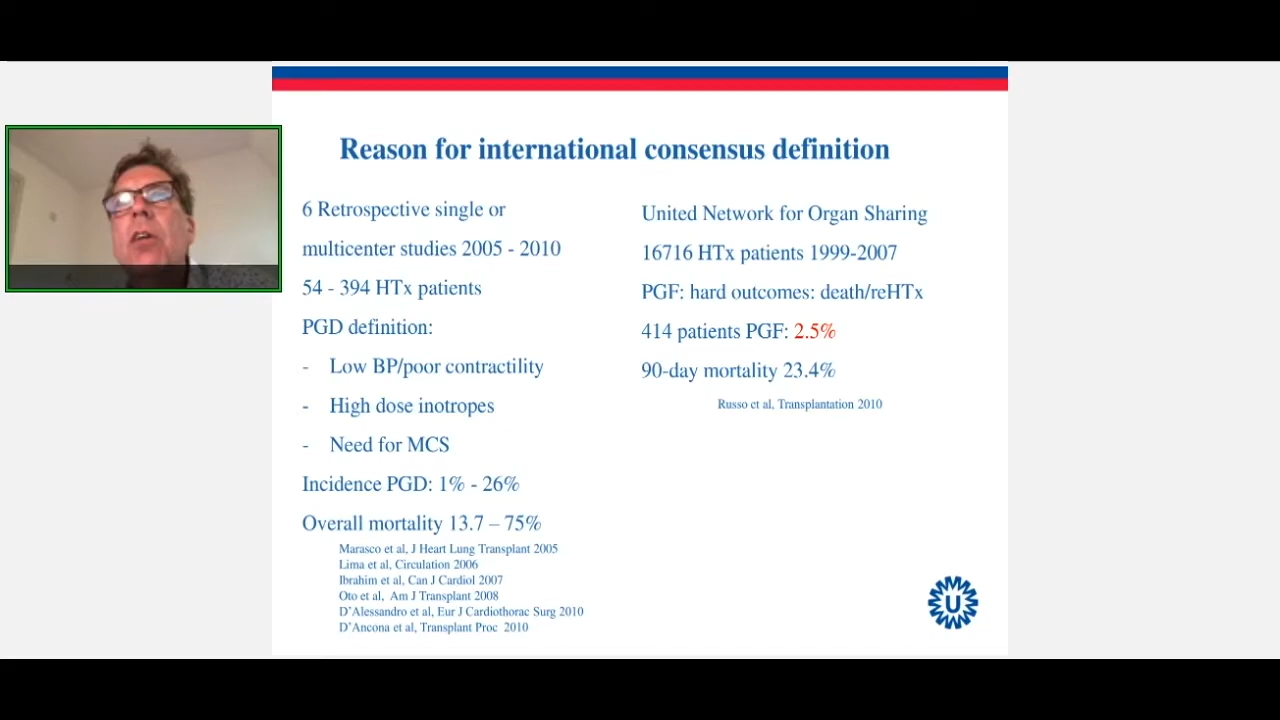 Reason for international consensus definition
6 Retrospective single or
multicenter studies 2005 - 2010
54 - 394 HTx patients
PGD definition:
- Low BP/poor contractility
- High dose inotropes
- Need for MCS
Incidence PGD: 1% - 26%
Overall mortality 13.7 – 75%
Marasco et al, J Heart Lung Transplant 2005
Lima et al, Circulation 2006
Ibrahim et al, Can J Cardiol 2007
Oto et al, Am J Transplant 2008
D’Alessandro et al, Eur J Cardiothorac Surg 2010
D’Ancona et al, Transplant Proc 2010
United Network for Organ Sharing
16716 HTx patients 1999-2007
PGF: hard outcomes: death/reHTx
414 patients PGF: 2.5%
90-day mortality 23.4%
Russo et al, Transplantation 2010
U